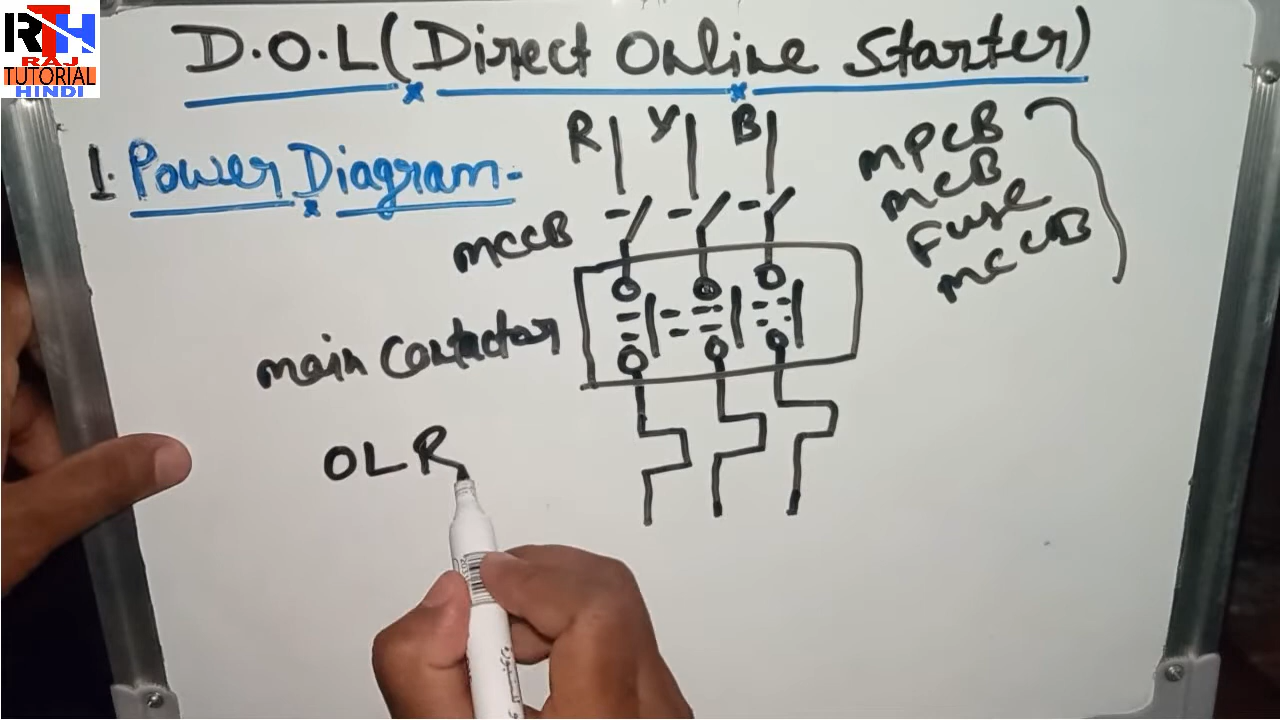 RTH
RAJ
TUTORIAL
HINDI
D.O.L (Direct Online Starter)
1. Power Diagram-
R Y B
MPCB
MCB
Fuse
MCCB
MCCB
main Contactor
OLR